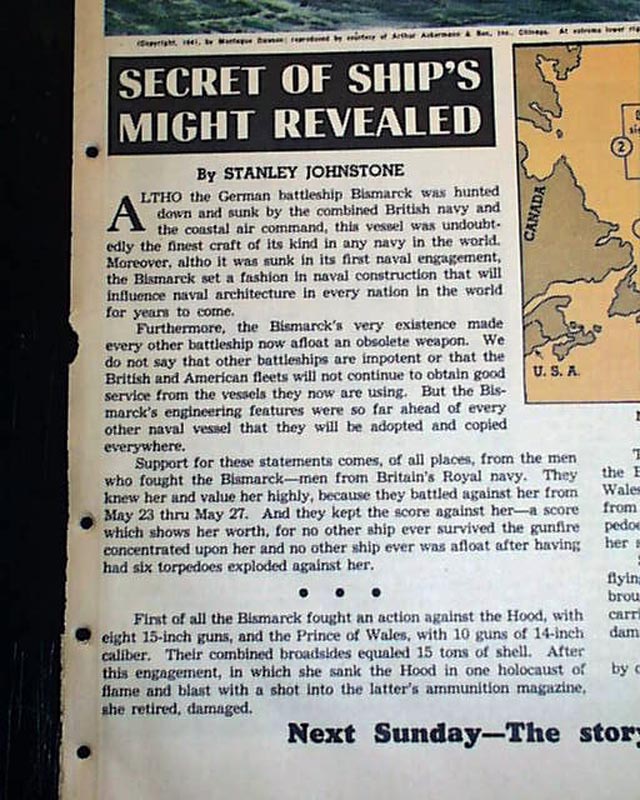 (Copyright, 1941, by Montague Dawson; reproduced by courtesy of Arthur Ackermann & Son, Inc., Chicago. At extreme lower rig
SECRET OF SHIP'S
MIGHT REVEALED
By STANLEY JOHNSTONE
ALTHO the German battleship Bismarck was hunted
down and sunk by the combined British navy and
the coastal air command, this vessel was undoubt-
edly the finest craft of its kind in any navy in the world.
Moreover, altho it was sunk in its first naval engagement,
the Bismarck set a fashion in naval construction that will
influence naval architecture in every nation in the world
for years to come.
Furthermore, the Bismarck's very existence made
every other battleship now afloat an obsolete weapon. We
do not say that other battleships are impotent or that the
British and American fleets will not continue to obtain good
service from the vessels they now are using. But the Bis-
marck's engineering features were so far ahead of every
other naval vessel that they will be adopted and copied
everywhere.
Support for these statements comes, of all places, from the men
who fought the Bismarck—men from Britain's Royal navy. They
knew her and value her highly, because they battled against her from
May 23 thru May 27. And they kept the score against her—a score
which shows her worth, for no other ship ever survived the gunfire
concentrated upon her and no other ship ever was afloat after having
had six torpedoes exploded against her.
• • •
First of all the Bismarck fought an action against the Hood, with
eight 15-inch guns, and the Prince of Wales, with 10 guns of 14-inch
caliber. Their combined broadsides equaled 15 tons of shell. After
this engagement, in which she sank the Hood in one holocaust of
flame and blast with a shot into the latter's ammunition magazine,
she retired, damaged.
Next Sunday—The story
CANADA
U. S. A.
2
the B
Wales
from
pedoe
her s
flyin
brou
carri
dam
by c